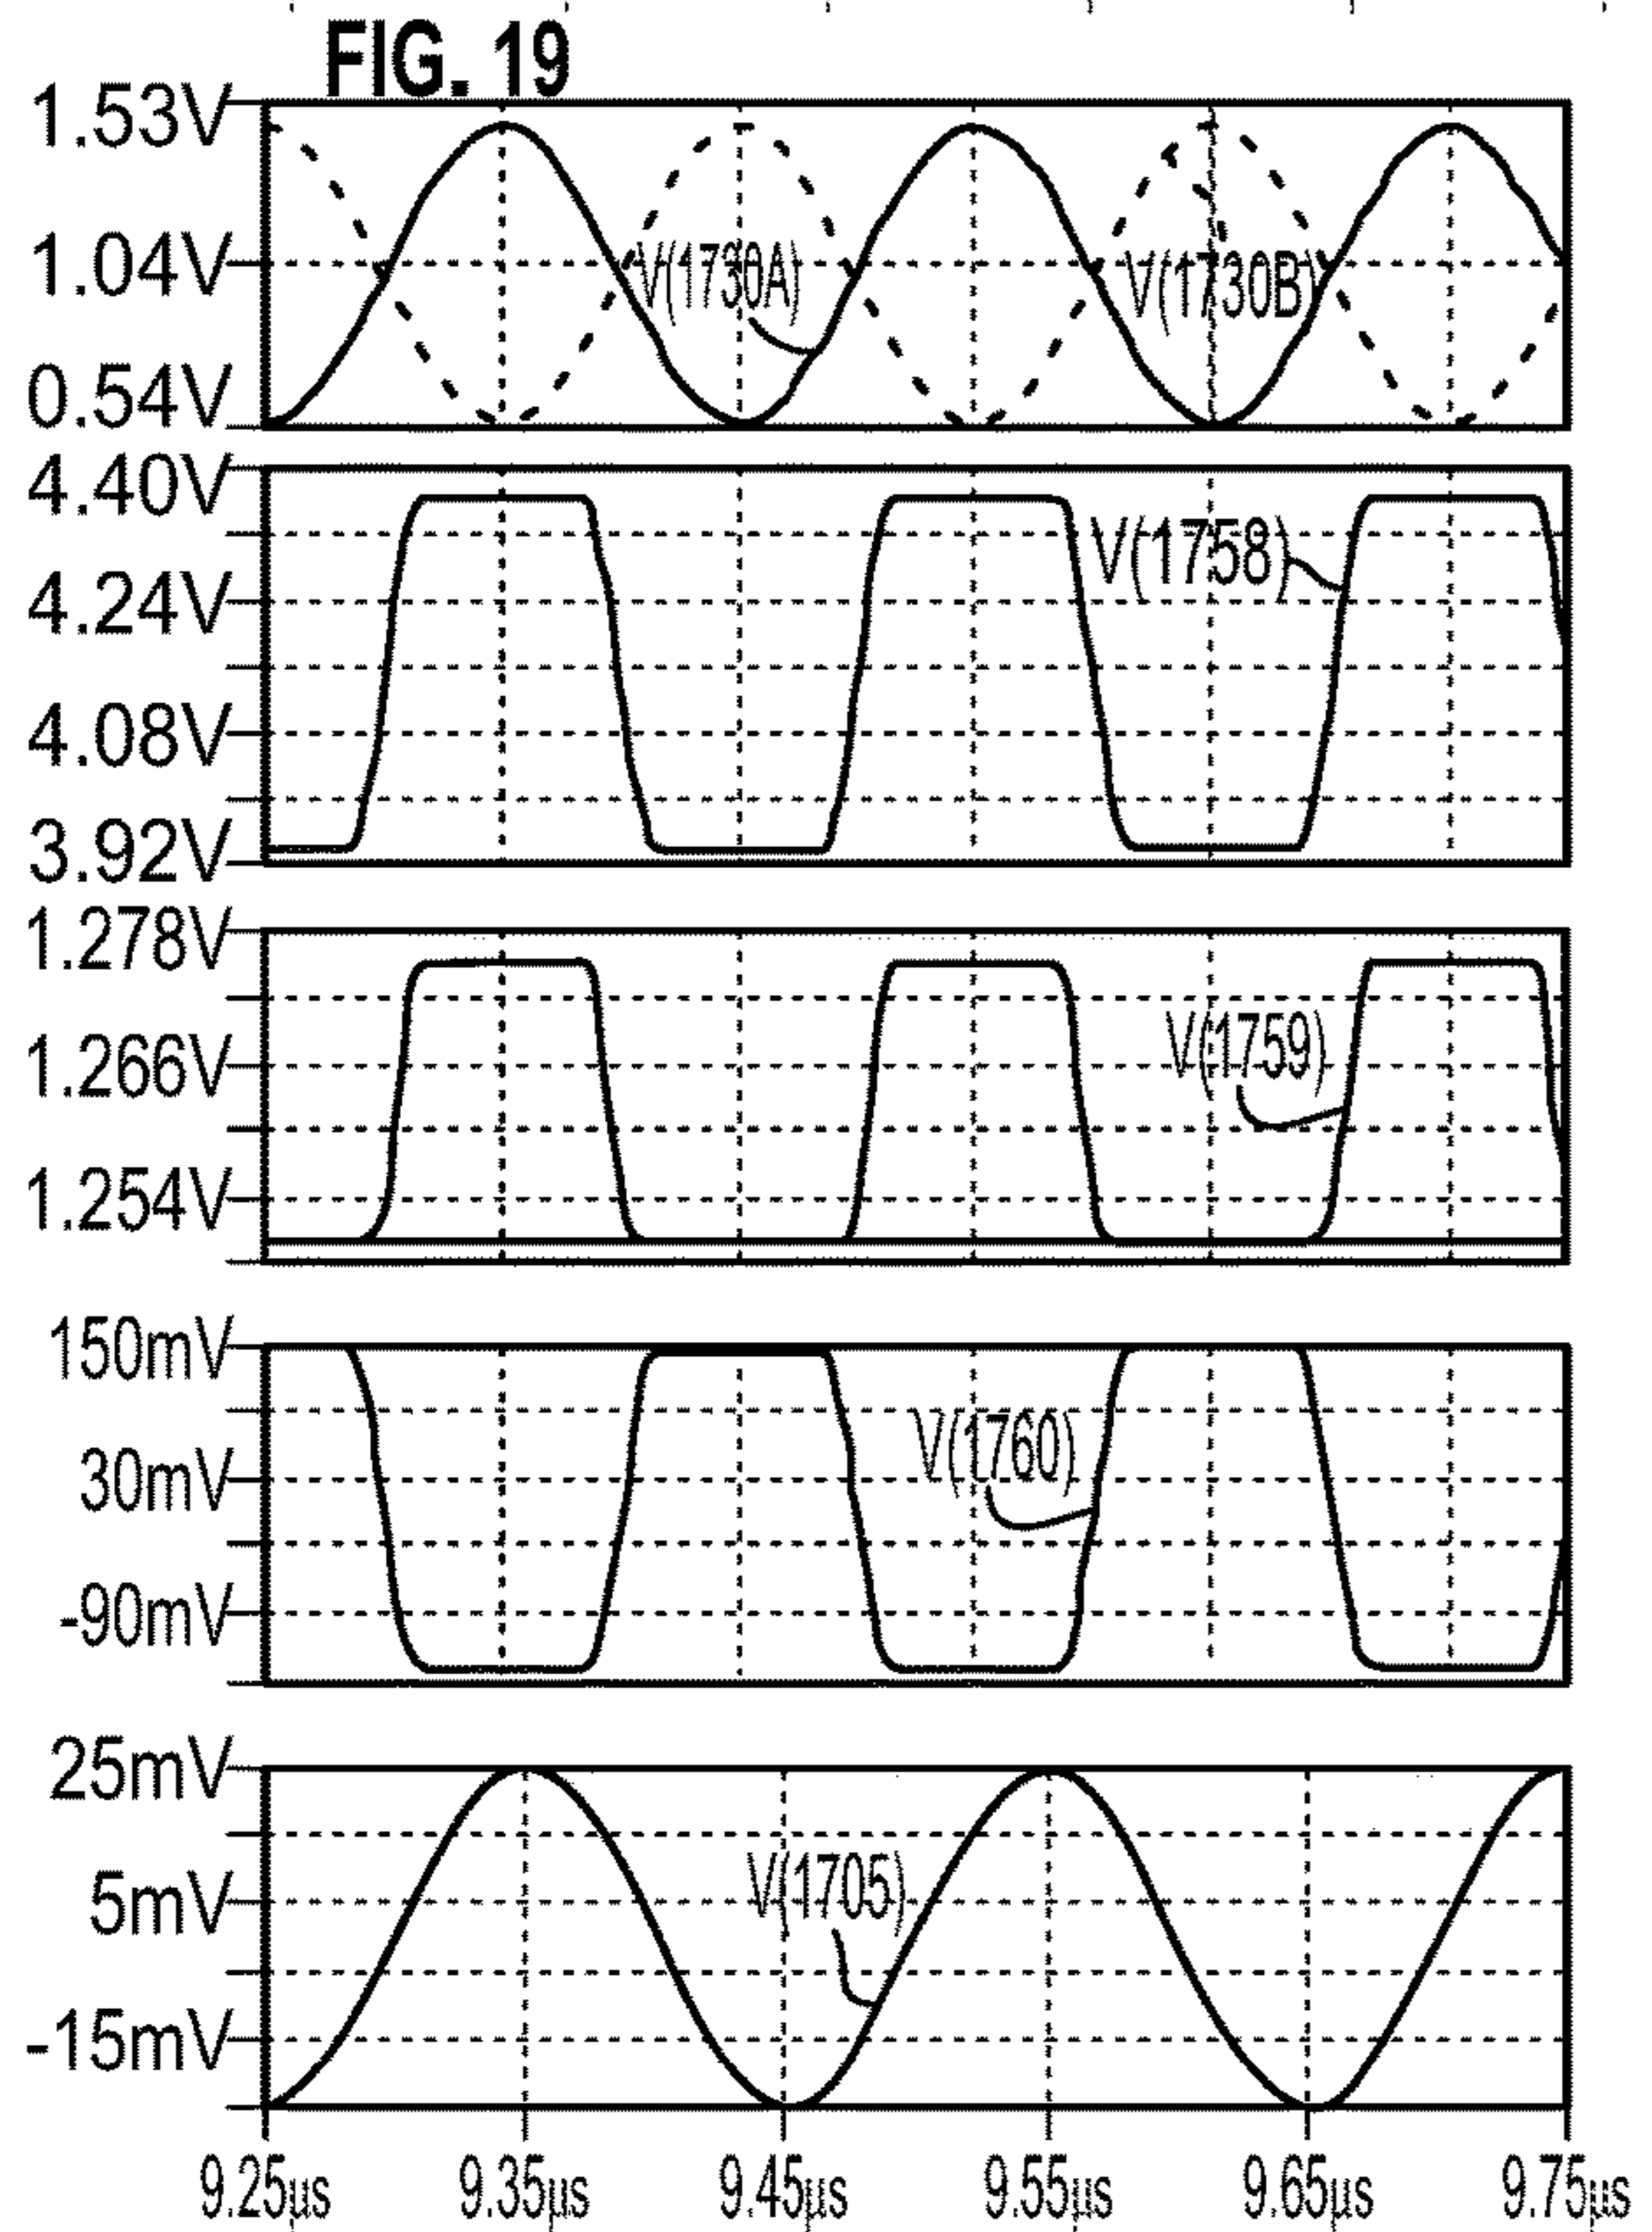 FIG. 19
1.53V
1.04V
0.54V
V(1730A)
V(1730B)
4.40V
4.24V
4.08V
3.92V
V(1758)
1.278V
1.266V
1.254V
V(1759)
150mV
30mV
-90mV
V(1760)
25mV
5mV
-15mV
V(1705)
9.25µs 9.35µs 9.45µs 9.55µs 9.65µs 9.75µs